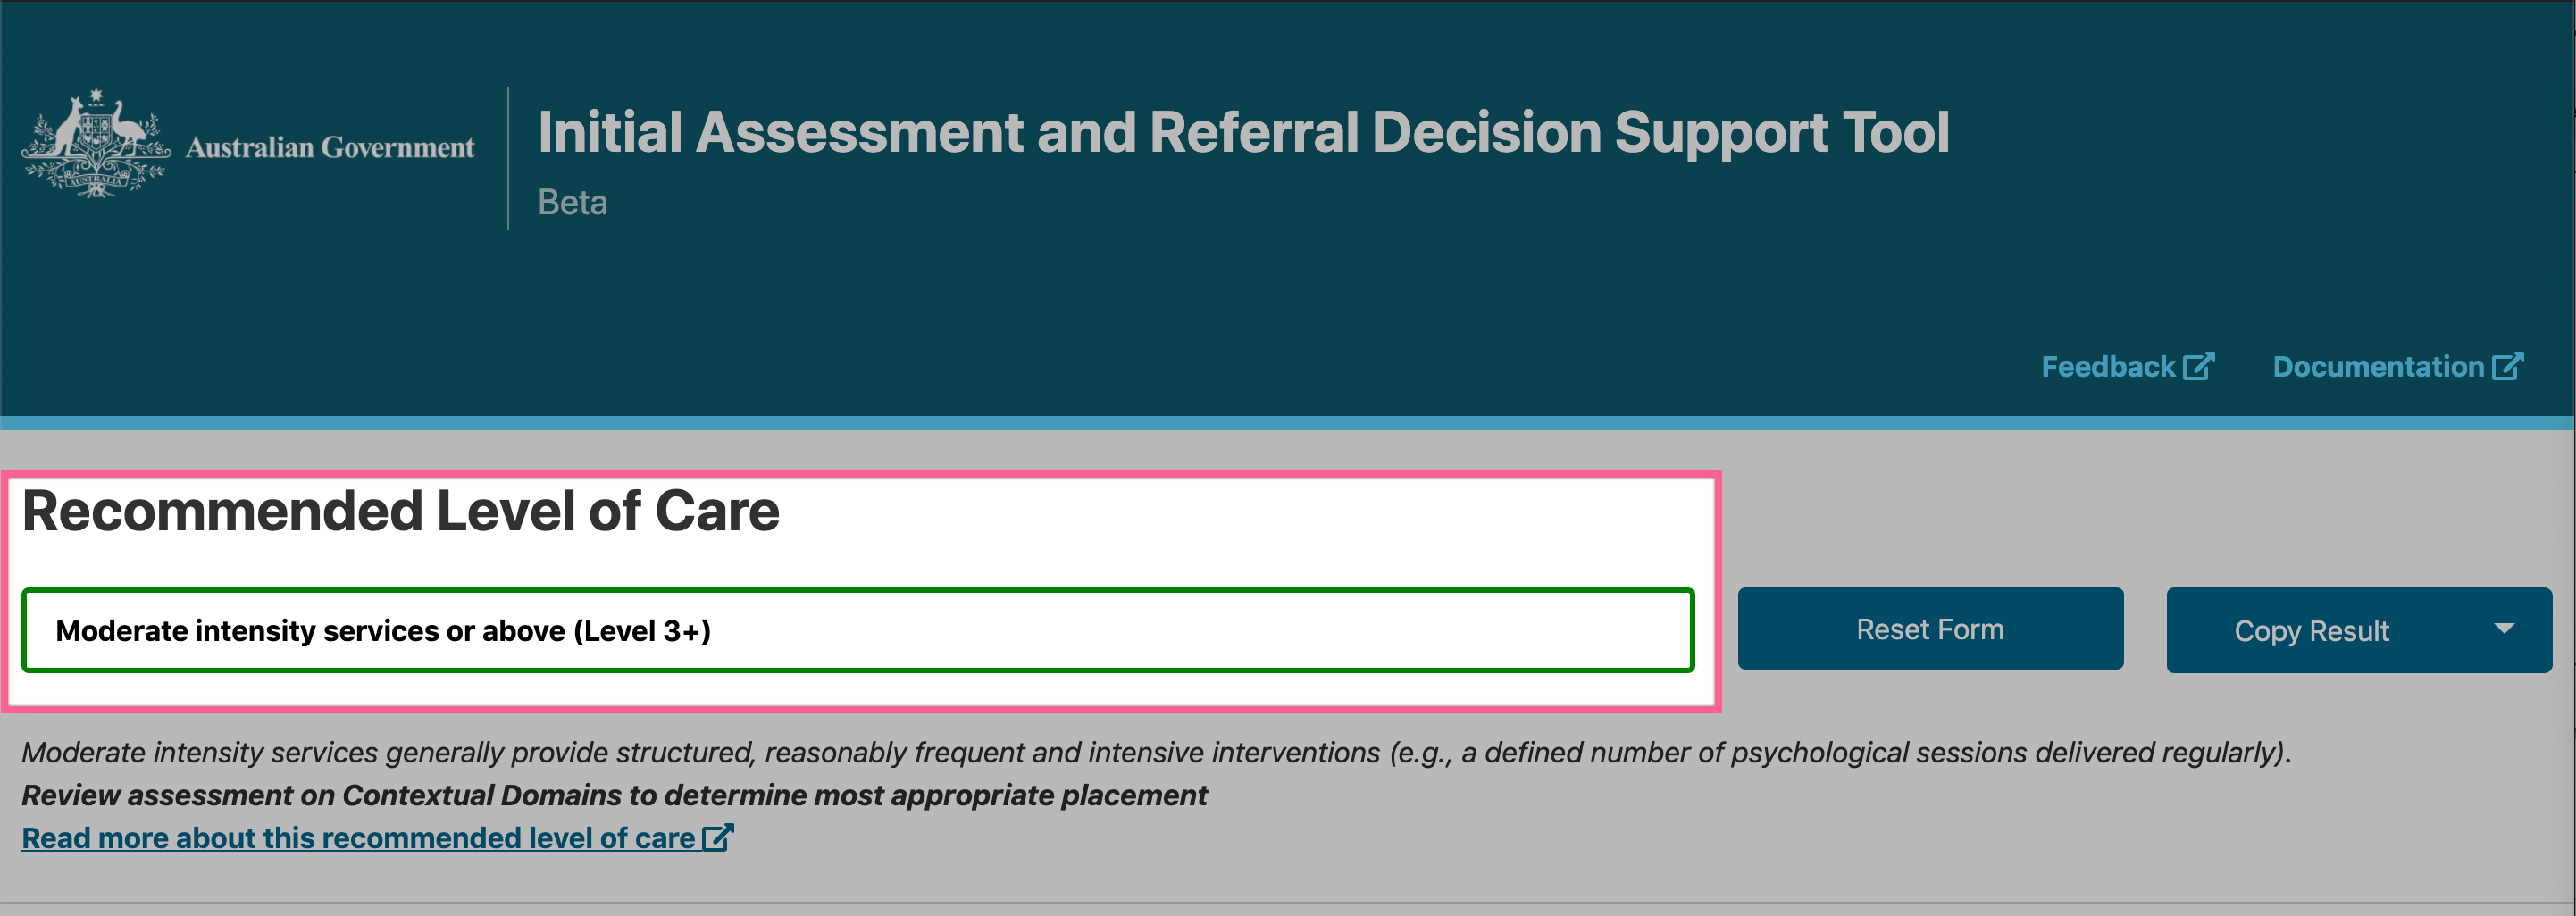 AUSTRALIA
Australian Government
Initial Assessment and Referral Decision Support Tool
Beta
Feedback
Documentation
Recommended Level of Care
Moderate intensity services or above (Level 3+)
Reset Form
Copy Result
Moderate intensity services generally provide structured, reasonably frequent and intensive interventions (e.g., a defined number of psychological sessions delivered regularly).
Review assessment on Contextual Domains to determine most appropriate placement
Read more about this recommended level of care